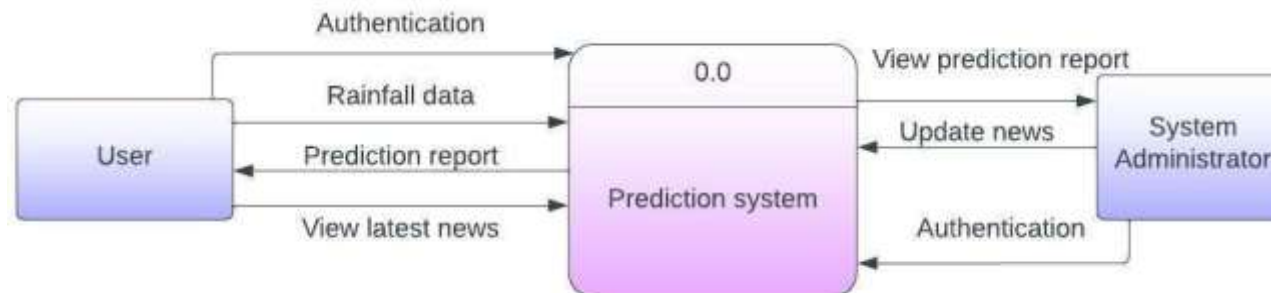 Authentication
0.0
View prediction report
Rainfall data
User
Prediction report
Update news
System
Administrator
Prediction system
View latest news
Authentication